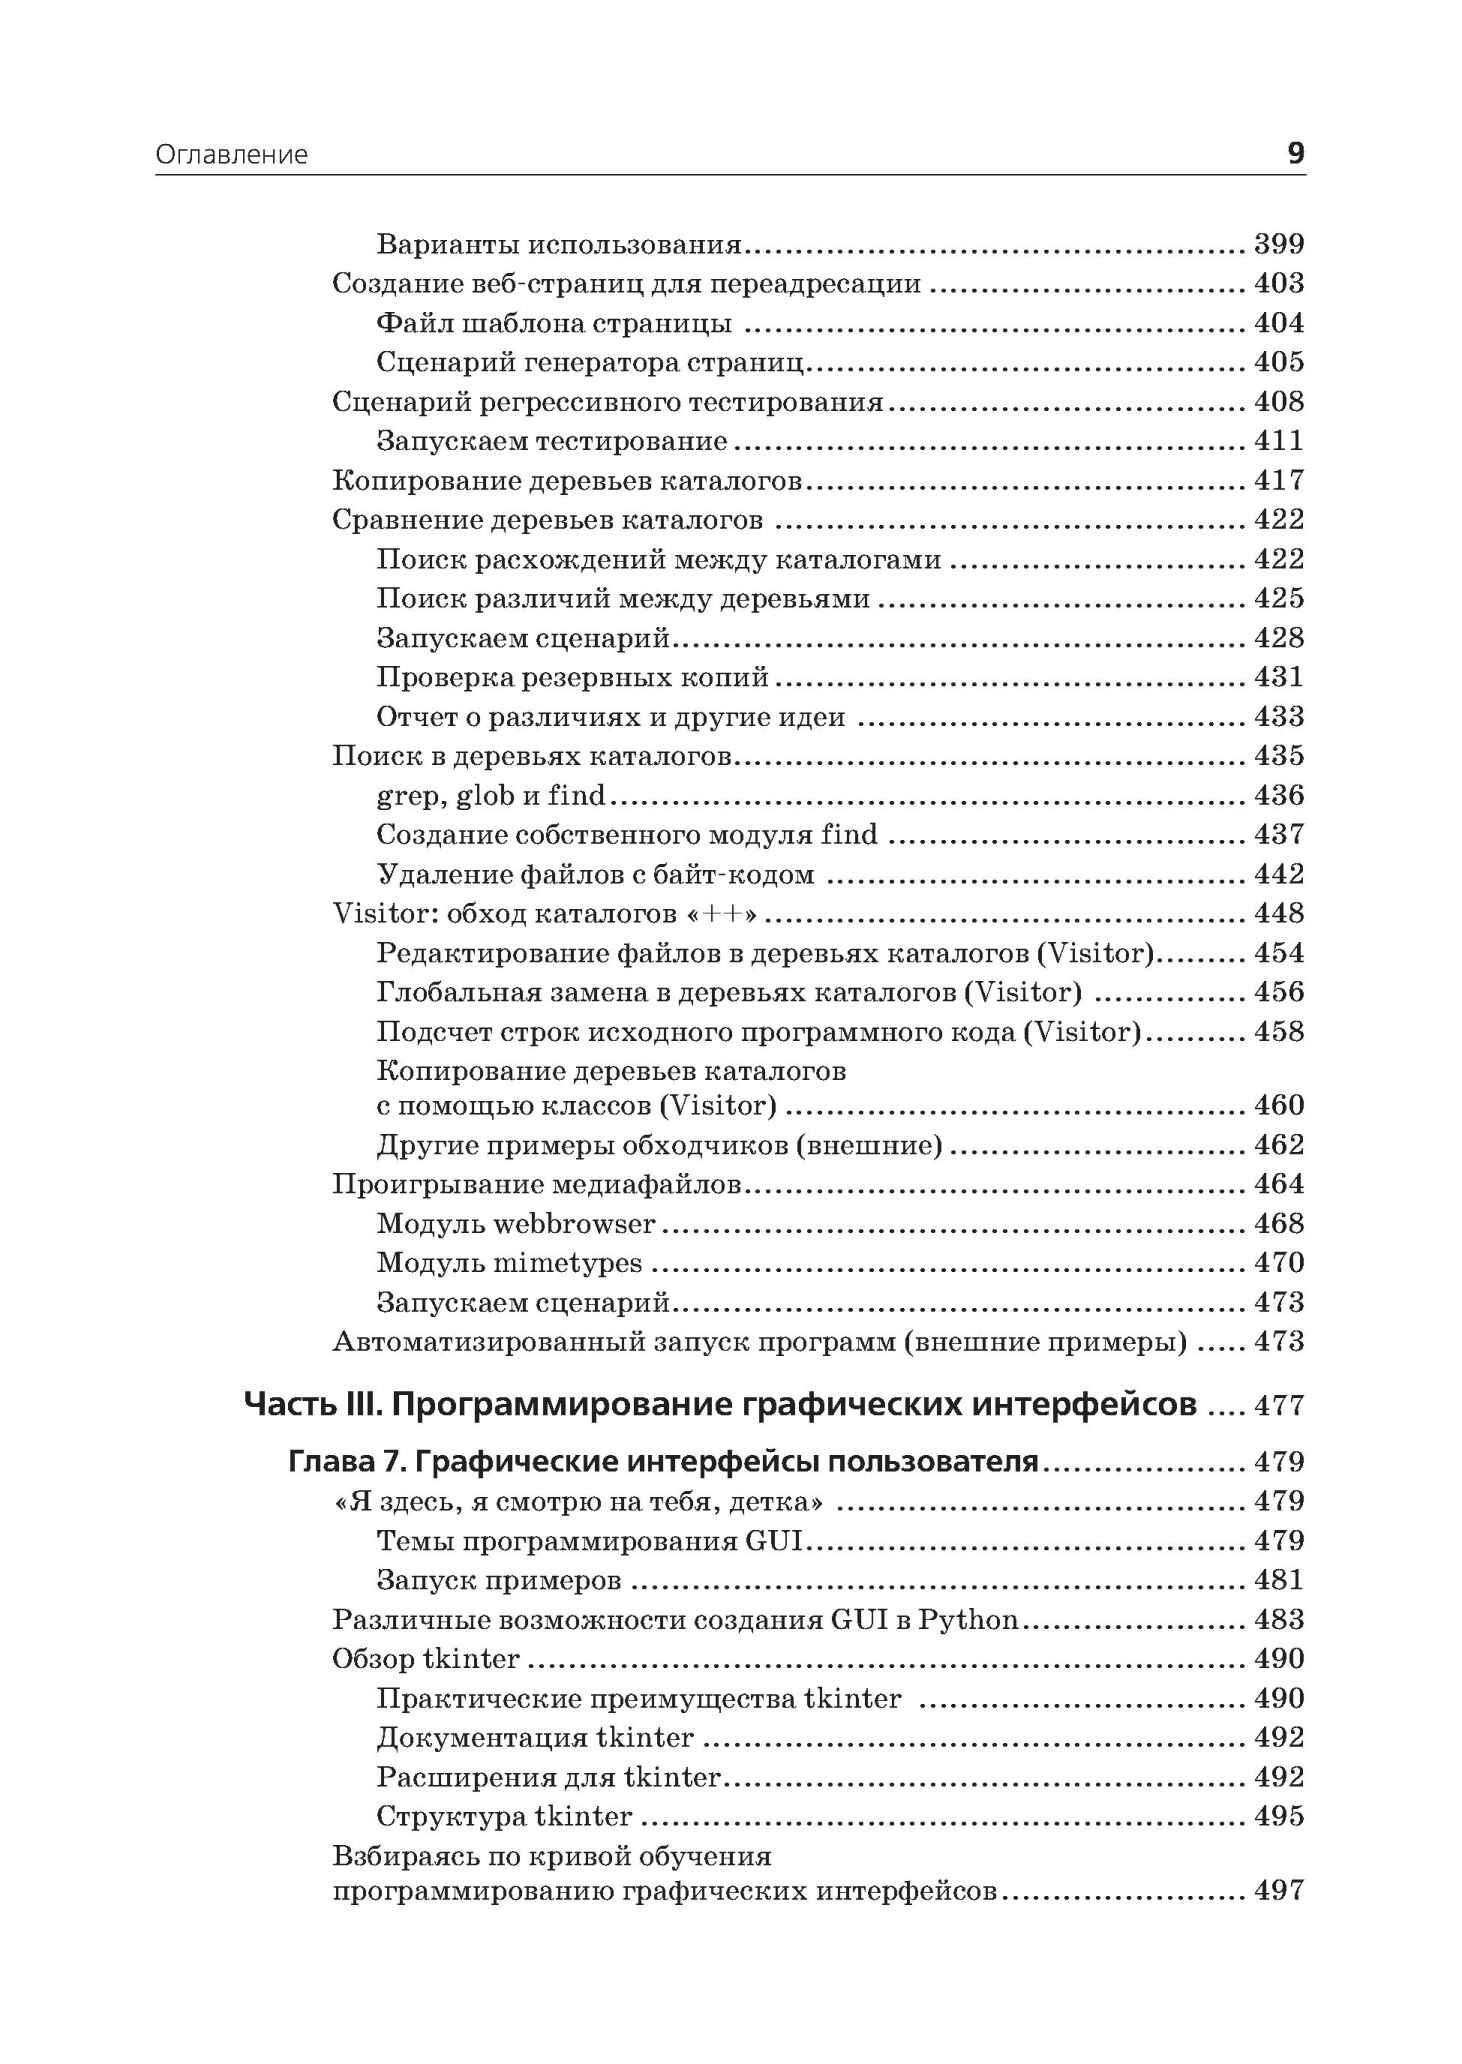 Оглавление 9
Варианты использования.................................................. 399
Создание веб-страниц для переадресации ............................... 403
Файл шаблона страницы .................................................. 404
Сценарий генератора страниц............................................ 405
Сценарий регрессивного тестирования................................... 408
Запускаем тестирование................................................... 411
Копирование деревьев каталогов............................................ 417
Сравнение деревьев каталогов ............................................... 422
Поиск расхождений между каталогами ............................. 422
Поиск различий между деревьями.................................... 425
Запускаем сценарий......................................................... 428
Проверка резервных копий............................................... 431
Отчет о различиях и другие идеи ...................................... 433
Поиск в деревьях каталогов................................................... 435
grep, glob и find............................................................... 436
Создание собственного модуля find ................................... 437
Удаление файлов с байт-кодом ......................................... 442
Visitor: обход каталогов «++»................................................ 448
Редактирование файлов в деревьях каталогов (Visitor)......... 454
Глобальная замена в деревьях каталогов (Visitor) ............... 456
Подсчет строк исходного программного кода (Visitor).......... 458
Копирование деревьев каталогов
с помощью классов (Visitor).............................................. 460
Другие примеры обходчиков (внешние)............................. 462
Проигрывание медиафайлов.................................................. 464
Модуль webbrowser.......................................................... 468
Модуль mimetypes ........................................................... 470
Запускаем сценарий......................................................... 473
Автоматизированный запуск программ (внешние примеры) ..... 473
Часть III. Программирование графических интерфейсов .... 477
Глава 7. Графические интерфейсы пользователя.................... 479
«Я здесь, я смотрю на тебя, детка» ......................................... 479
Темы программирования GUI............................................ 479
Запуск примеров ............................................................. 481
Различные возможности создания GUI в Python...................... 483
Обзор tkinter....................................................................... 490
Практические преимущества tkinter ................................ 490
Документация tkinter ...................................................... 492
Расширения для tkinter.................................................... 492
Структура tkinter ............................................................ 495
Взбираясь по кривой обучения
программированию графических интерфейсов........................ 497